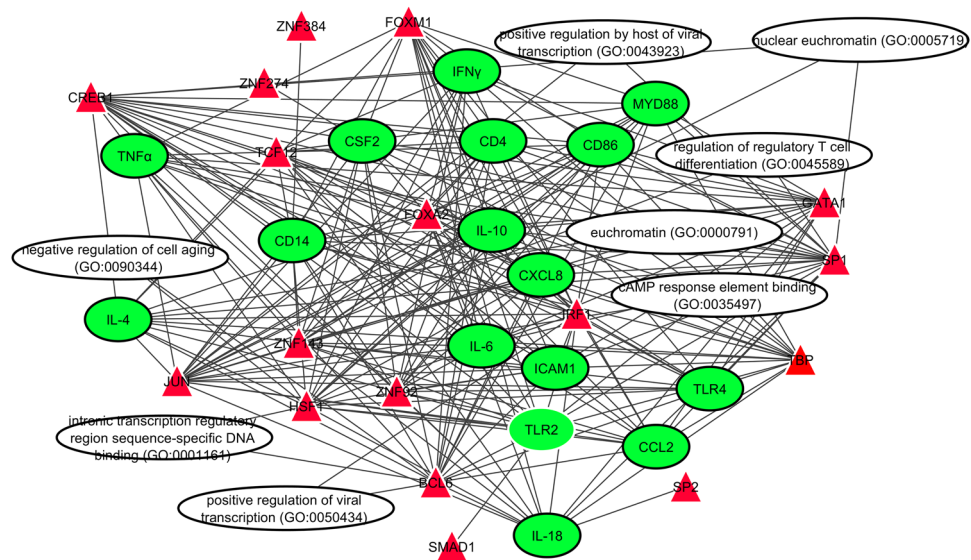 ZNF384
FOXM1
positive regulation by host of viral
transcription (GO:0043923)
nuclear euchromatin (GO:0005719)
IFNγ
ZNF274
CREB1
MYD88
TNFα
CSF2
CD4
CD86
TCF12
regulation of regulatory T cell
differentiation (GO:0045589)
GATA1
FOXA2
IL-10
euchromatin (GO:0000791)
CD14
negative regulation of cell aging
(GO:0090344)
SP1
CXCL8
cAMP response element binding
(GO:0035497)
IL-4
IRF1
ZNF143
IL-6
ICAM1
TBP
JUN
ZNF92
TLR4
HSF1
intronic transcription regulatory
region sequence-specific DNA
binding (GO:0001161)
TLR2
CCL2
BCL6
SP2
positive regulation of viral
transcription (GO:0050434)
IL-18
SMAD1